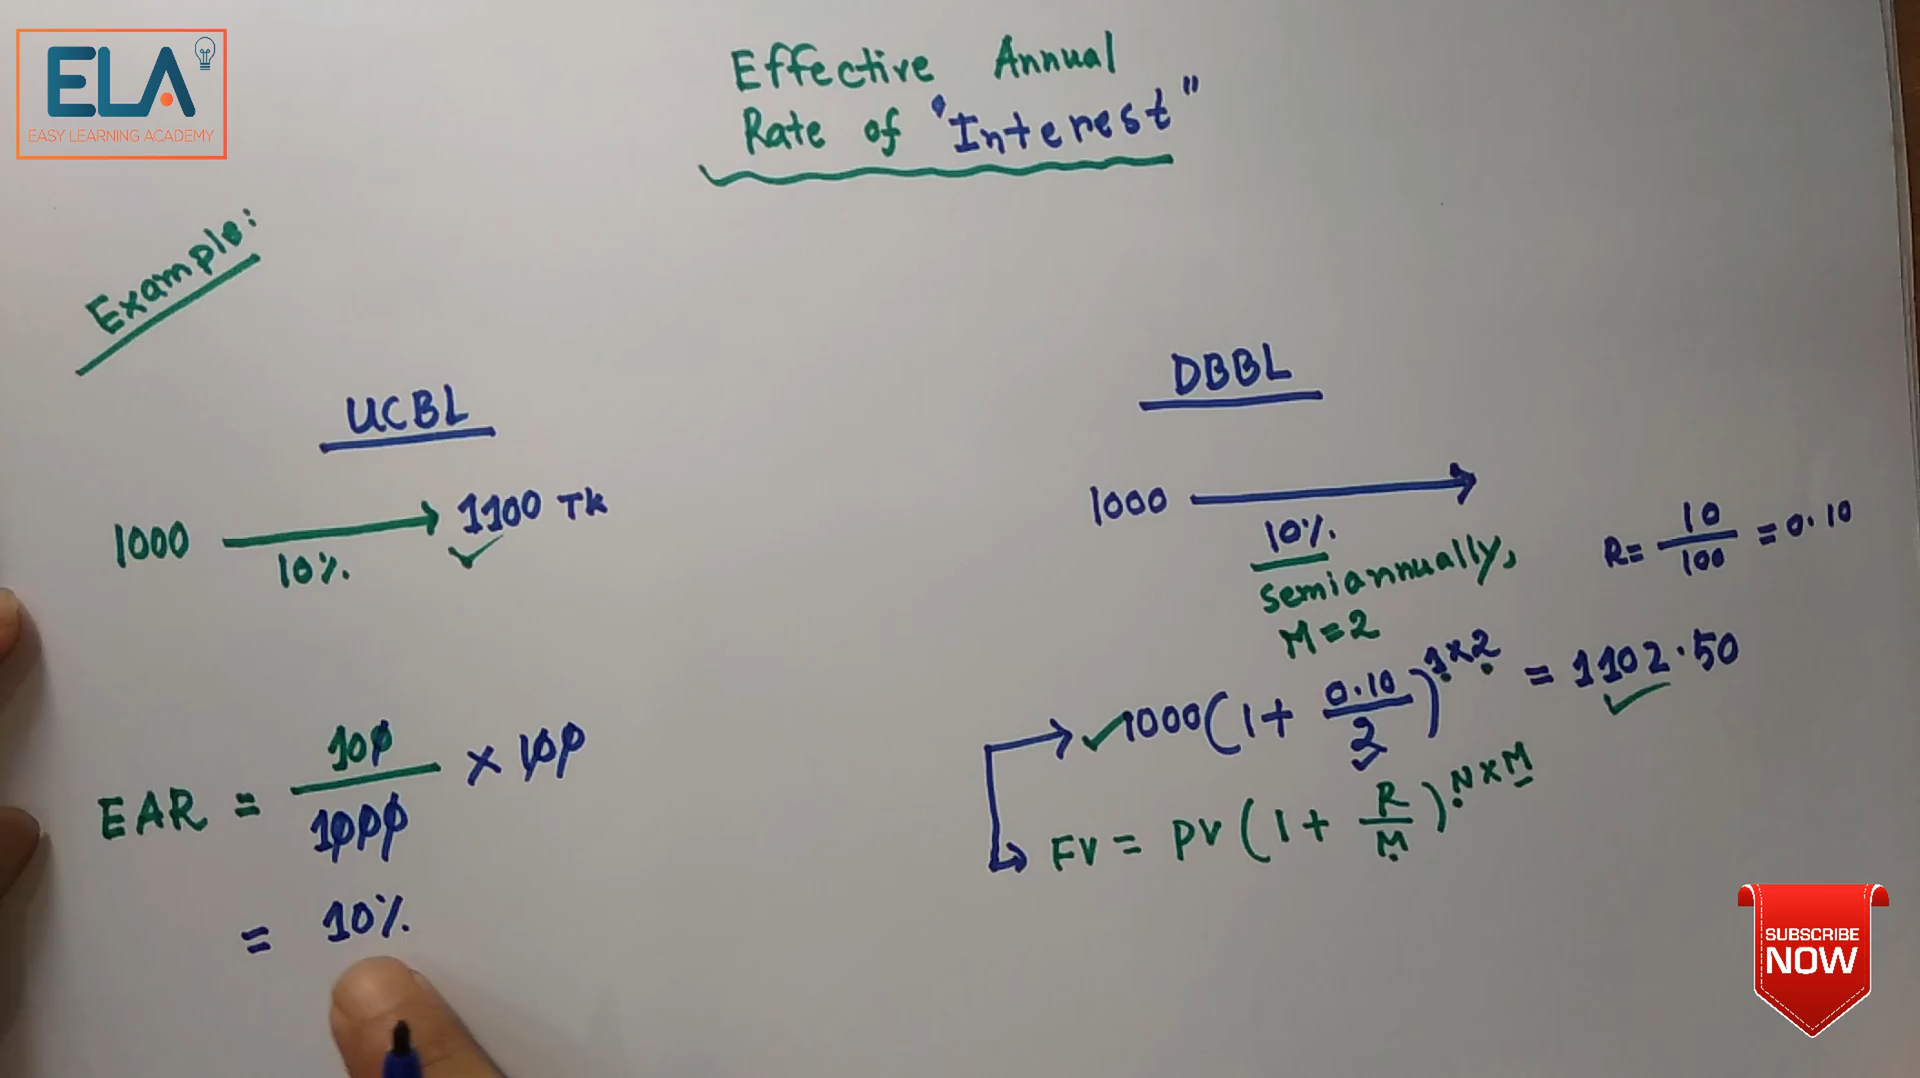 ELA
EASY LEARNING ACADEMY
Effective Annual
Rate of "Interest"
Example:
UCBL
1000 → 1100 TK
10%
EAR = 100/1000 × 100
= 10%
DBBL
1000 →
10%
semiannually,
M=2
R = 10/100 = 0.10
1000(1 + 0.10/2)^1×2 = 1102.50
FV = PV(1 + R/M)^N×M
SUBSCRIBE
NOW